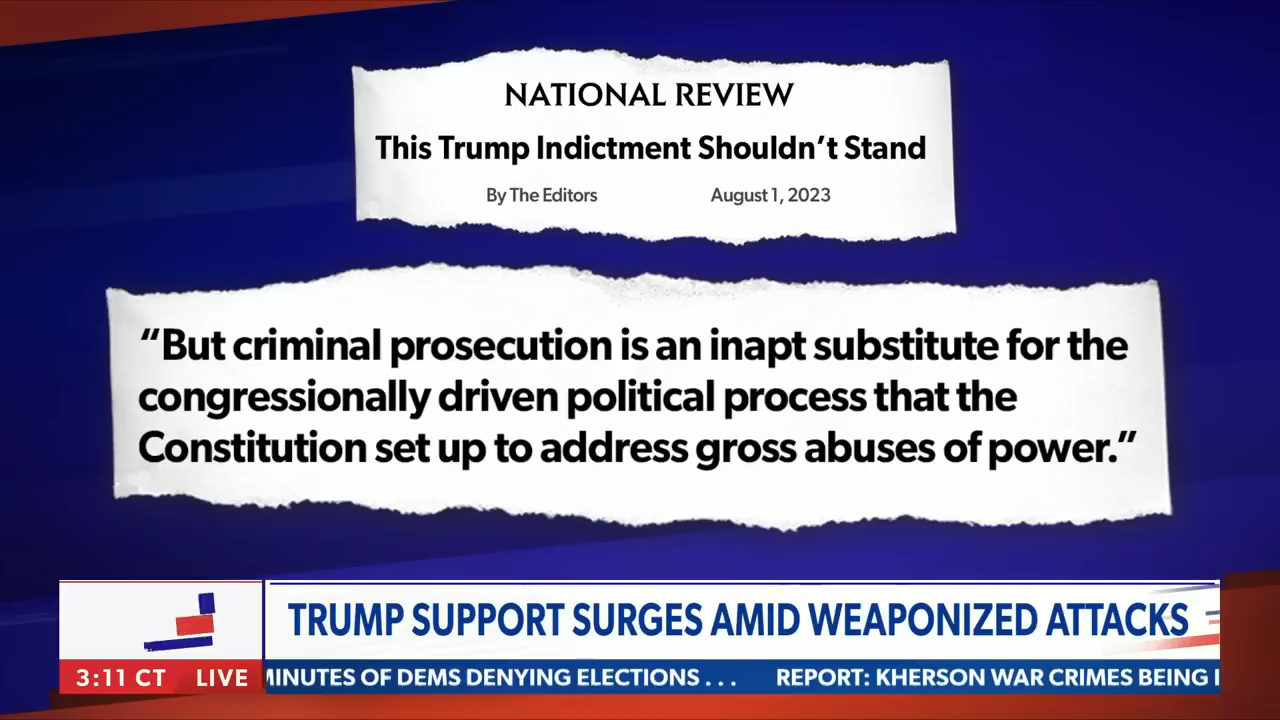 NATIONAL REVIEW
This Trump Indictment Shouldn’t Stand
By The Editors August 1, 2023
“But criminal prosecution is an inapt substitute for the
congressionally driven political process that the
Constitution set up to address gross abuses of power.”
TRUMP SUPPORT SURGES AMID WEAPONIZED ATTACKS
3:11 CT LIVE
MINUTES OF DEMS DENYING ELECTIONS . . . REPORT: KHERSON WAR CRIMES BEING